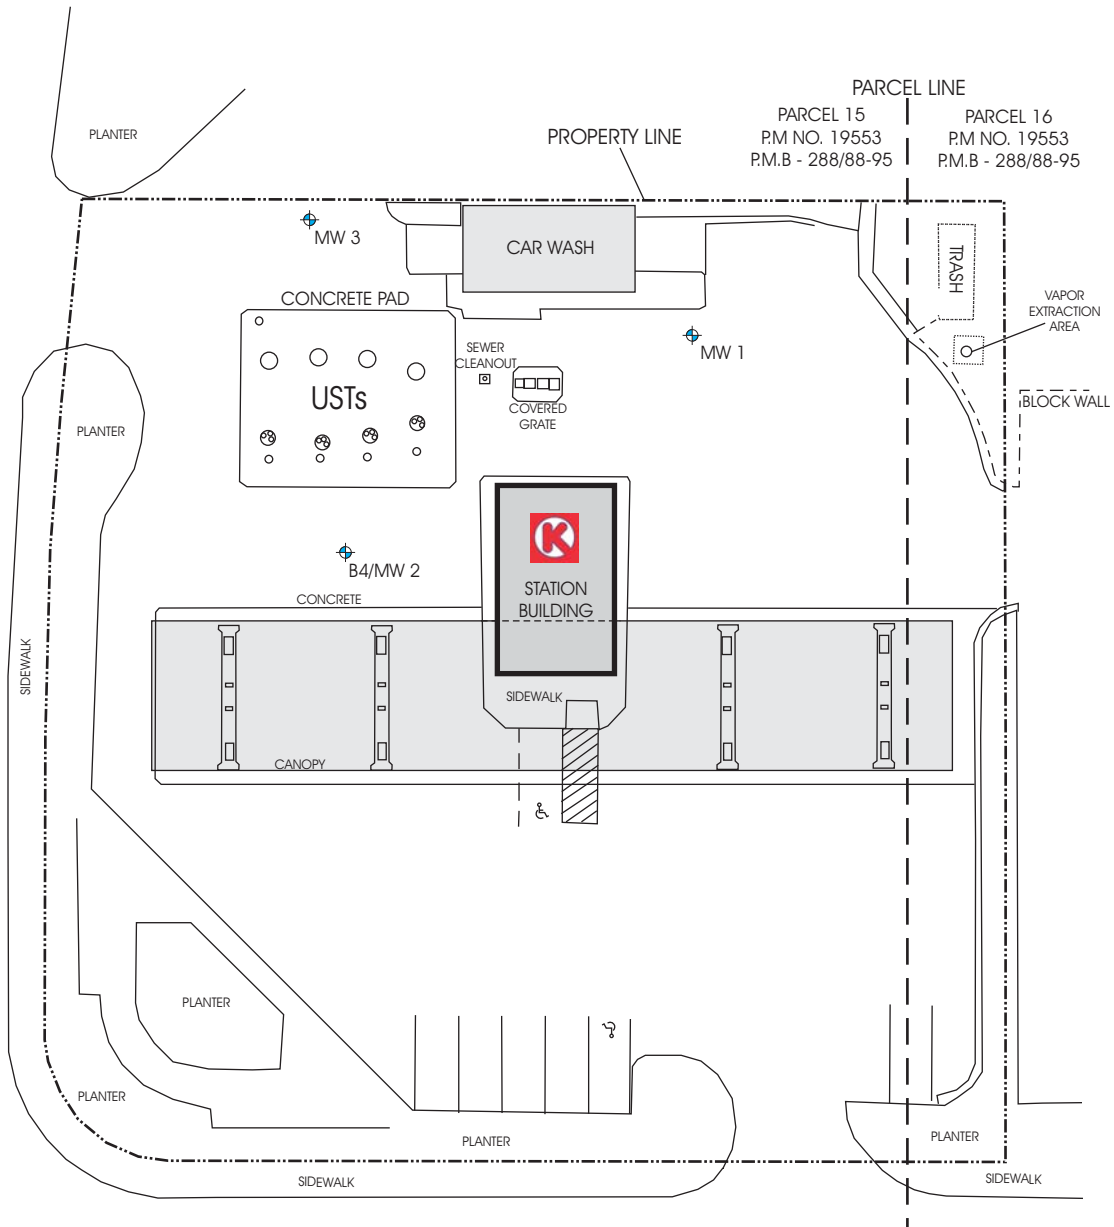 PARCEL LINE
PARCEL 15
P.M NO. 19553
P.M.B - 288/88-95
PARCEL 16
P.M NO. 19553
P.M.B - 288/88-95
PLANTER
PROPERTY LINE
MW 3
CAR WASH
TRASH
CONCRETE PAD
VAPOR
EXTRACTION
AREA
SEWER
CLEANOUT
MW 1
USTs
COVERED
GRATE
BLOCK WALL
PLANTER
K
B4/MW 2
STATION
BUILDING
CONCRETE
SIDEWALK
SIDEWALK
CANOPY
PLANTER
PLANTER
PLANTER
PLANTER
SIDEWALK
SIDEWALK